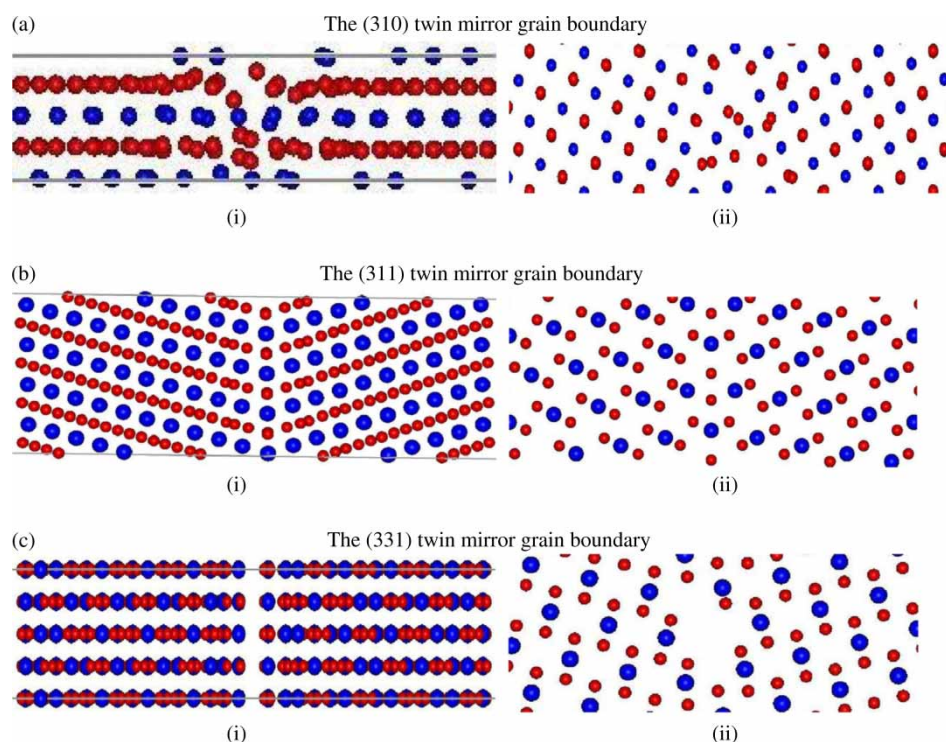 (a) The (310) twin mirror grain boundary
(i) (ii)
(b) The (311) twin mirror grain boundary
(i) (ii)
(c) The (331) twin mirror grain boundary
(i) (ii)